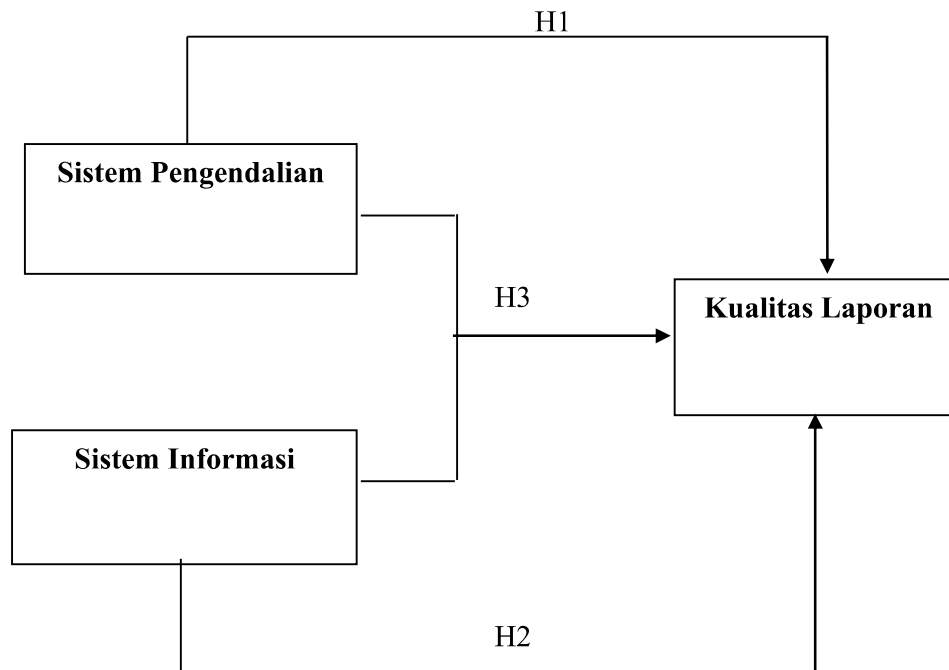 H1
Sistem Pengendalian
H3
Kualitas Laporan
Sistem Informasi
H2